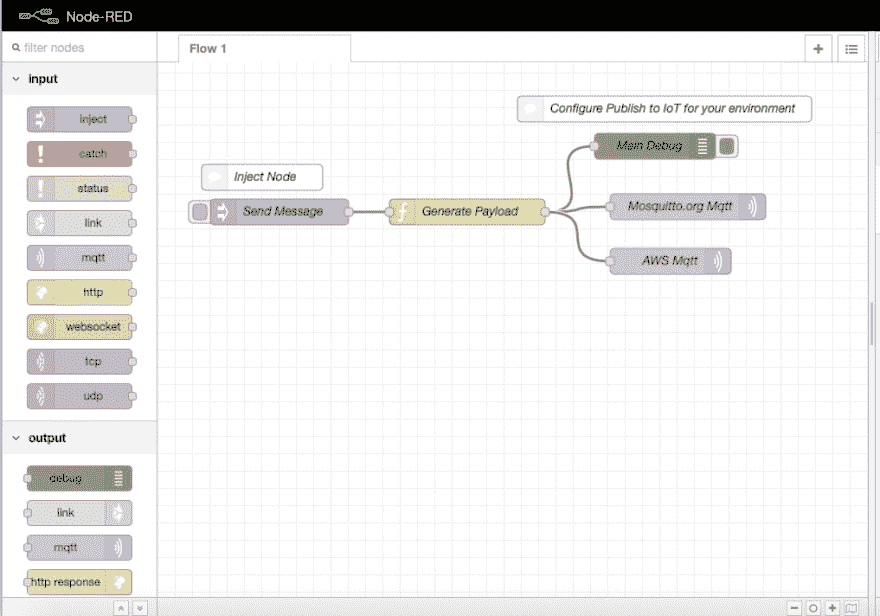 Node-RED
filter nodes
Flow 1
input
inject
catch
status
link
mqtt
http
websocket
tcp
udp
output
debug
link
mqtt
http response
Configure Publish to IoT for your environment
Main Debug
Inject Node
Send Message
Generate Payload
Mosquitto.org Mqtt
AWS Mqtt